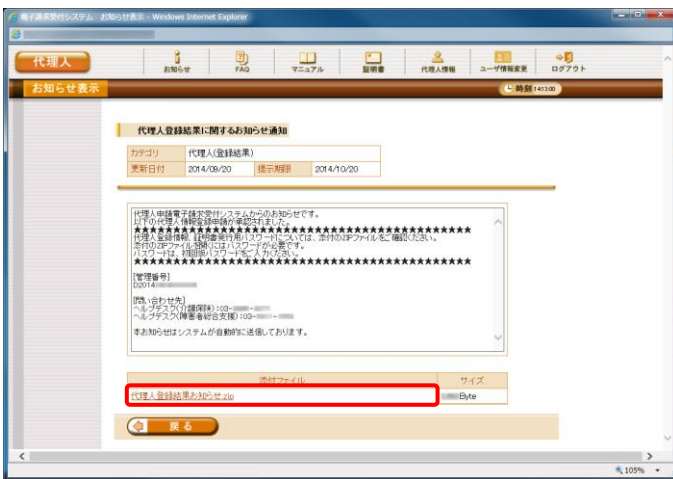 電子請求受付システム お知らせ表示 - Windows Internet Explorer
代理人
お知らせ
FAQ
マニュアル
証明書
代理人情報
ユーザ情報変更
ログアウト
お知らせ表示
時刻 14:13:00
代理人登録結果に関するお知らせ通知
カテゴリ 代理人(登録結果)
更新日付 2014/09/20 掲示期限 2014/10/20
代理人申請電子請求受付システムからのお知らせです。
以下の代理人情報登録申請が承認されました。
★★★★★★★★★★★★★★★★★★★★★★★★★★★★★★★★★★★★★★★★
代理人登録情報、証明書発行用パスワードについては、添付のZIPファイルをご確認ください。
添付のZIPファイルを開くにはパスワードが必要です。
パスワードは、初回版パスワードをご入力ください。
★★★★★★★★★★★★★★★★★★★★★★★★★★★★★★★★★★★★★★★★
[管理番号]
D2014
[問い合わせ先]
ヘルプデスク(介護保険):03-
ヘルプデスク(障害者総合支援):03-
本お知らせはシステムが自動的に送信しております。
添付ファイル サイズ
代理人登録結果お知らせ.zip Byte
戻る
105%